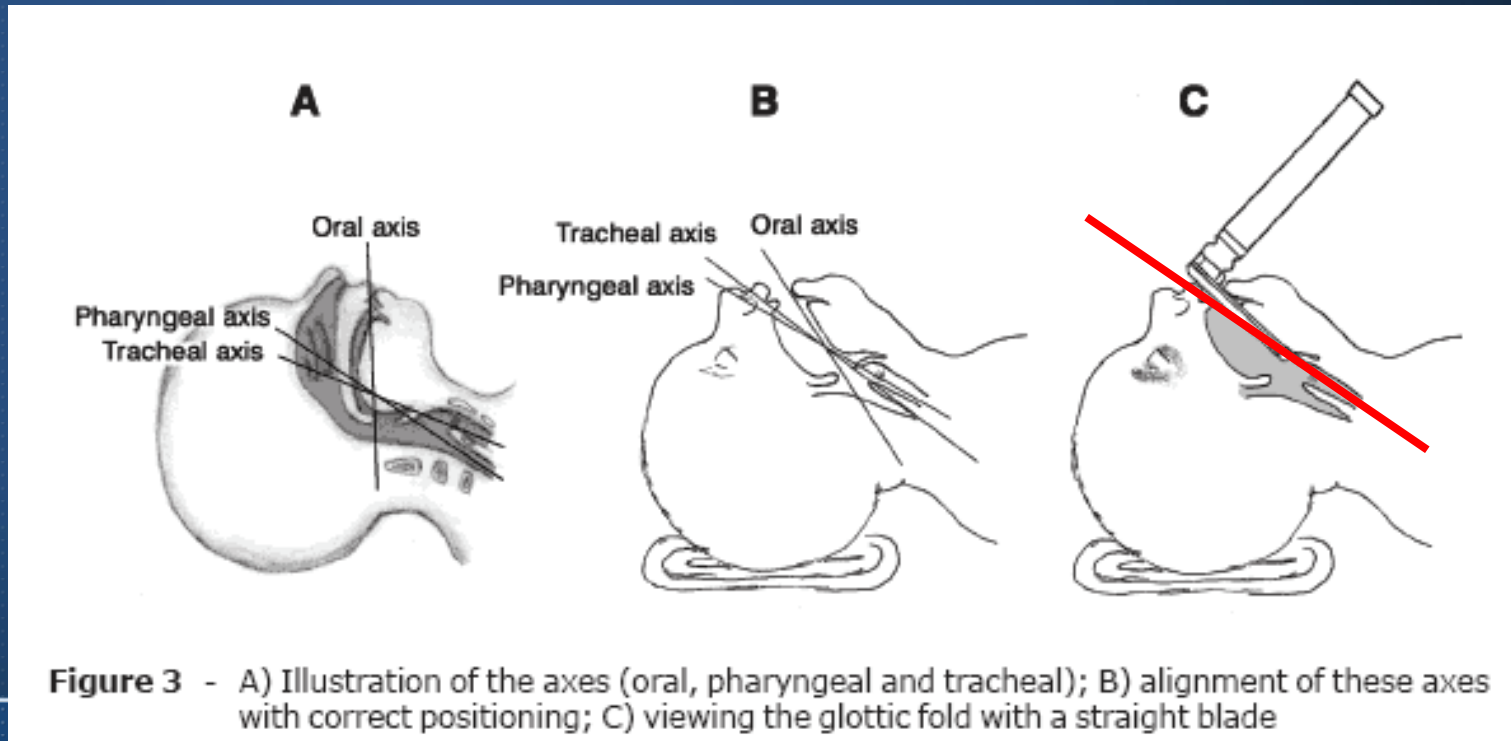 A
B
C
Oral axis
Pharyngeal axis
Tracheal axis
Tracheal axis
Oral axis
Pharyngeal axis
Figure 3 - A) Illustration of the axes (oral, pharyngeal and tracheal); B) alignment of these axes
with correct positioning; C) viewing the glottic fold with a straight blade